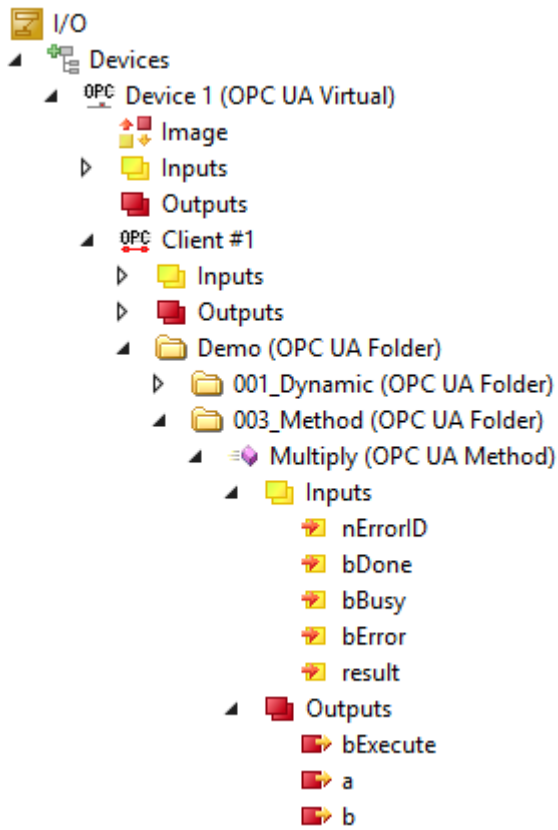 I/O
Devices
OPC Device 1 (OPC UA Virtual)
Image
Inputs
Outputs
OPC Client #1
Inputs
Outputs
Demo (OPC UA Folder)
001_Dynamic (OPC UA Folder)
003_Method (OPC UA Folder)
Multiply (OPC UA Method)
Inputs
nErrorID
bDone
bBusy
bError
result
Outputs
bExecute
a
b